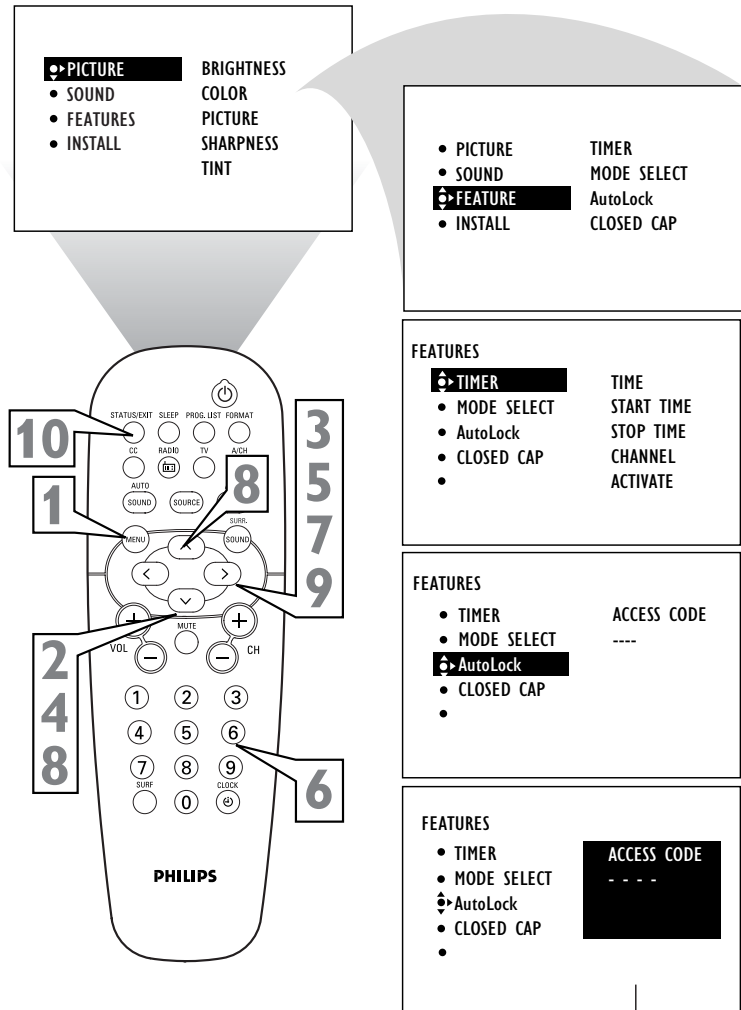 PICTURE BRIGHTNESS
SOUND COLOR
FEATURES PICTURE
INSTALL SHARPNESS
TINT
PICTURE TIMER
SOUND MODE SELECT
FEATURE AutoLock
INSTALL CLOSED CAP
FEATURES
TIMER TIME
MODE SELECT START TIME
AutoLock STOP TIME
CLOSED CAP CHANNEL
ACTIVATE
FEATURES
TIMER ACCESS CODE
MODE SELECT ----
AutoLock
CLOSED CAP
FEATURES
TIMER ACCESS CODE
MODE SELECT - - - -
AutoLock
CLOSED CAP
STATUS/EXIT SLEEP PROG. LIST FORMAT
CC RADIO TV A/CH
AUTO
SOUND SOURCE
SURR.
MENU SOUND
MUTE
VOL CH
1 2 3
4 5 6
7 8 9
SURF 0 CLOCK
PHILIPS
10
1
2
4
8
3
5
7
9
8
6